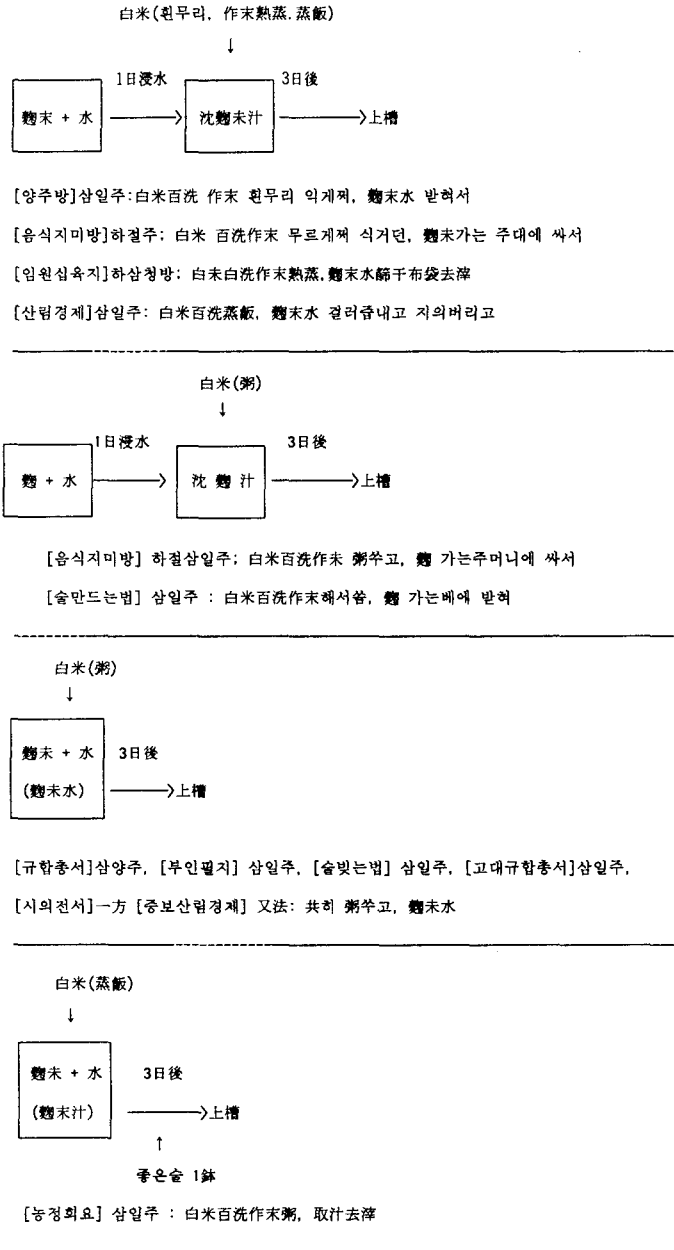 白米(흰무리, 作末熟蒸.蒸飯)
↓
1日浸水 3日後
麴末 + 水 沈麴未汁 上槽
[양주방]삼일주:白米百洗 作末 흰무리 익게쪄, 麴末水 받혀서
[음식지미방]하절주; 白米 百洗作末 무르게쪄 식거던, 麴未가는 주대에 싸서
[임원십육지]하삼청방; 白未白洗作末熟蒸.麴末水篩干布袋去滓
[산림경제]삼일주: 白米百洗蒸飯, 麴末水 걸러즙내고 지의버리고
白米(粥)
↓
1日浸水 3日後
麴 + 水 沈 麴 汁 上槽
[음식지미방] 하절삼일주; 白米百洗作未 粥쑤고, 麴 가는주머니에 싸서
[술만드는법] 삼일주 : 白米百洗作末해서씀, 麴 가는베에 받혀
白米(粥)
↓
麴未 + 水 3日後
(麴未水) 上槽
[규합총서]삼양주, [부인필지] 삼일주, [술빚는법] 삼일주, [고대규합총서]삼일주,
[시의전서]一方 [증보산림경제] 又法: 共히 粥쑤고, 麴未水
白米(蒸飯)
↓
麴未 + 水 3日後
(麴末汁) 上槽
↑
좋은술 1鉢
[농정회요] 삼일주 : 白米百洗作末粥, 取汁去滓